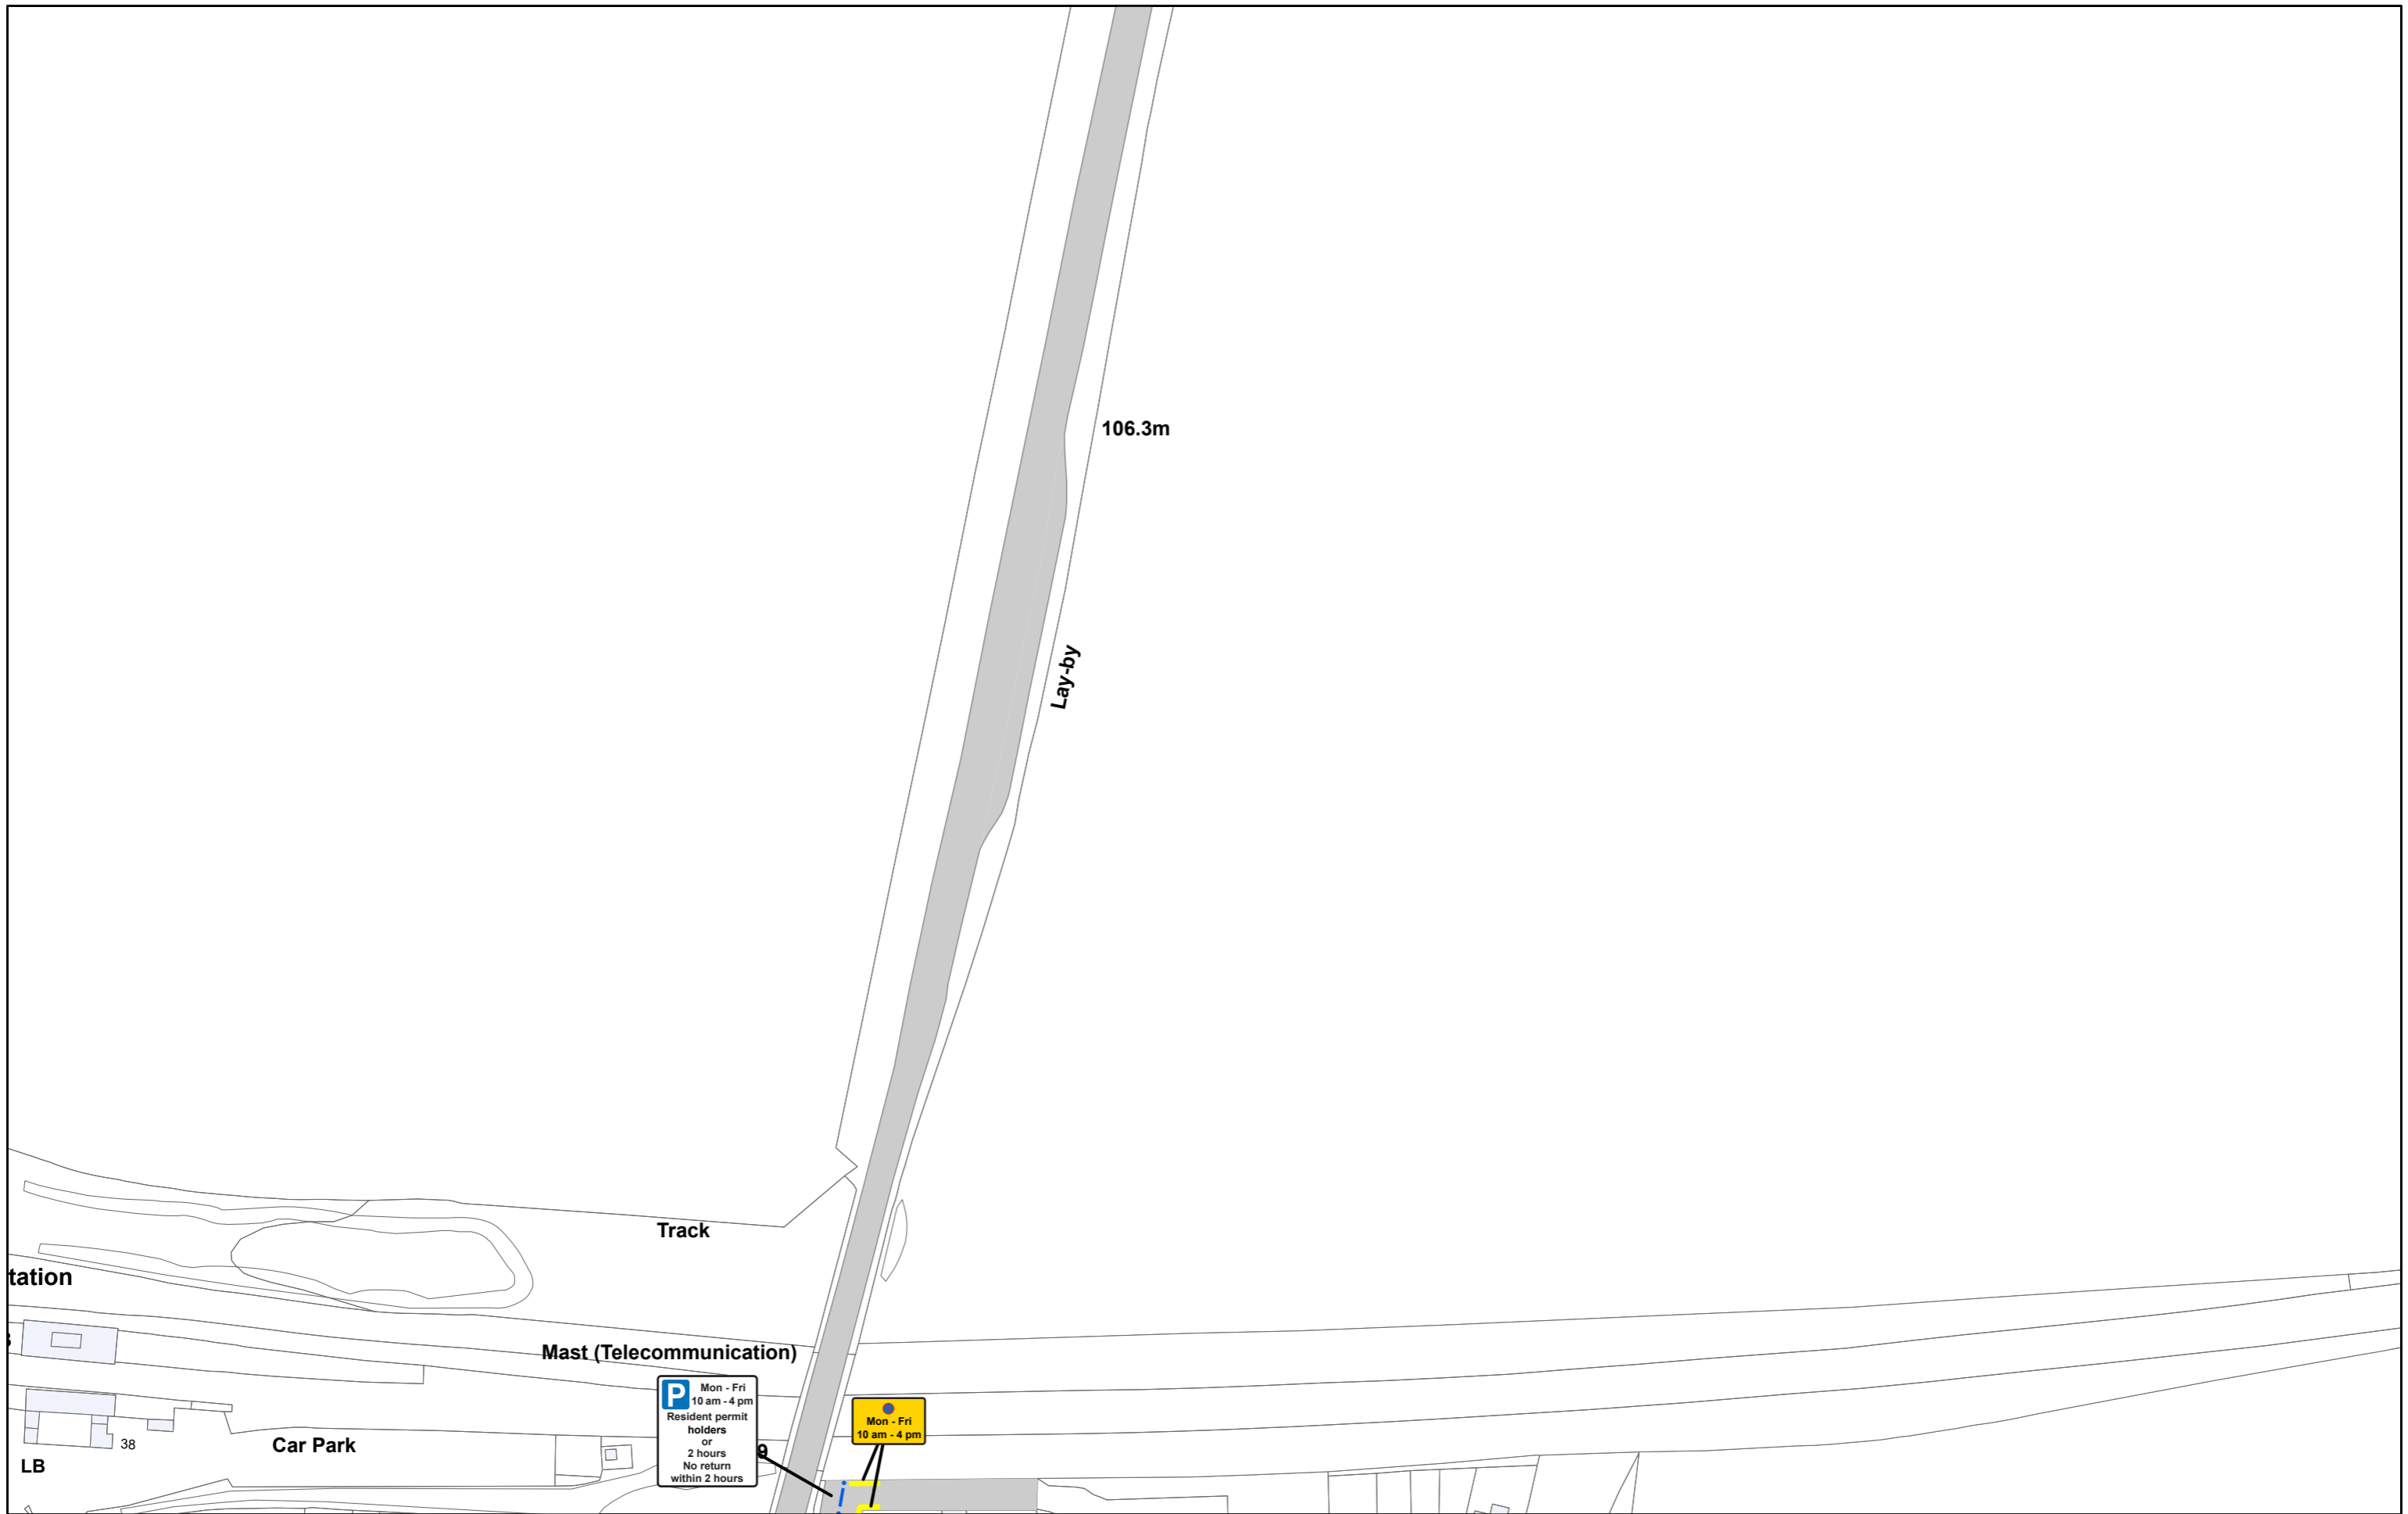 106.3m
Lay-by
Track
tation
Mast (Telecommunication)
P
Mon - Fri
10 am - 4 pm
Resident permit
holders
or
2 hours
No return
within 2 hours
Mon - Fri
10 am - 4 pm
38
Car Park
9
LB